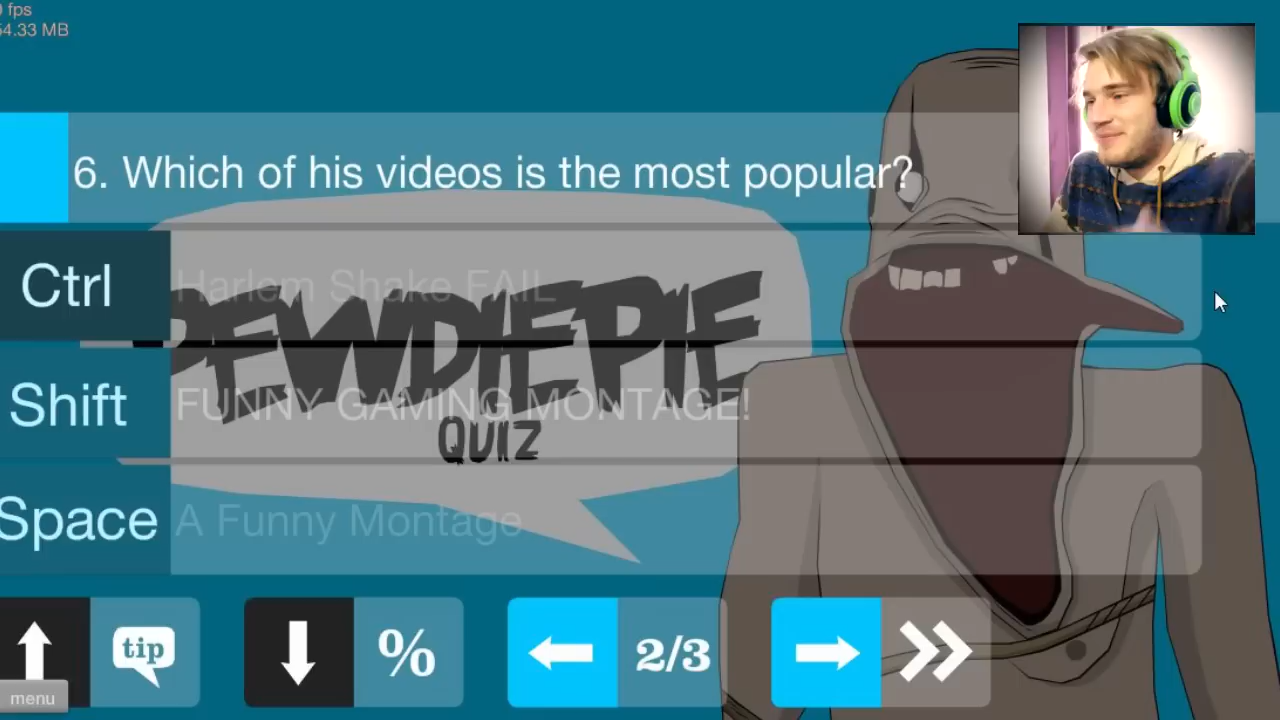 fps
54.33 MB
6. Which of his videos is the most popular?
Ctrl
Harlem Shake FAIL
PEWDIEPIE
Shift
FUNNY GAMING MONTAGE!
QUIZ
Space
A Funny Montage
tip
%
2/3
menu